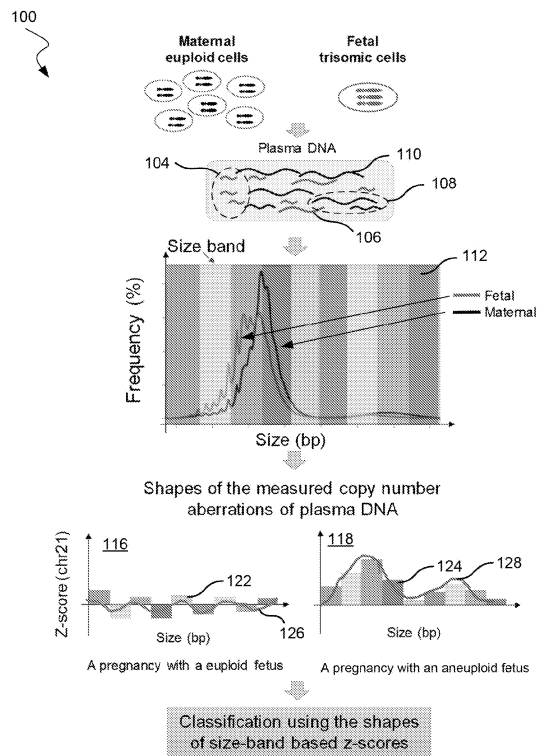 100
Maternal
euploid cells
Fetal
trisomic cells
Plasma DNA
104
110
108
106
Size band
112
Frequency (%)
Fetal
Maternal
Size (bp)
Shapes of the measured copy number
aberrations of plasma DNA
Z-score (chr21)
116
122
126
Size (bp)
A pregnancy with a euploid fetus
118
124
128
Size (bp)
A pregnancy with an aneuploid fetus
Classification using the shapes
of size-band based z-scores